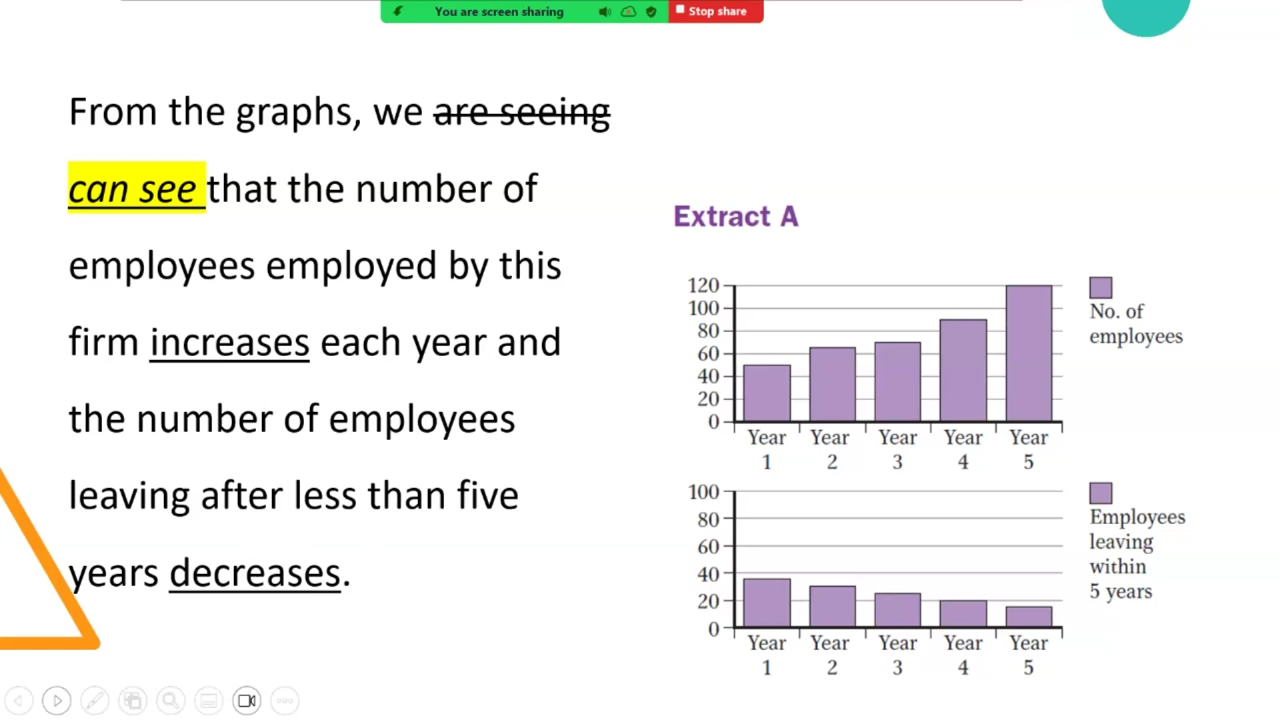 You are screen sharing
Stop share
From the graphs, we are seeing
can see that the number of
employees employed by this
firm increases each year and
the number of employees
leaving after less than five
years decreases.
Extract A
120
100
80
60
40
20
0
Year 1
Year 2
Year 3
Year 4
Year 5
No. of
employees
100
80
60
40
20
0
Year 1
Year 2
Year 3
Year 4
Year 5
Employees
leaving
within
5 years